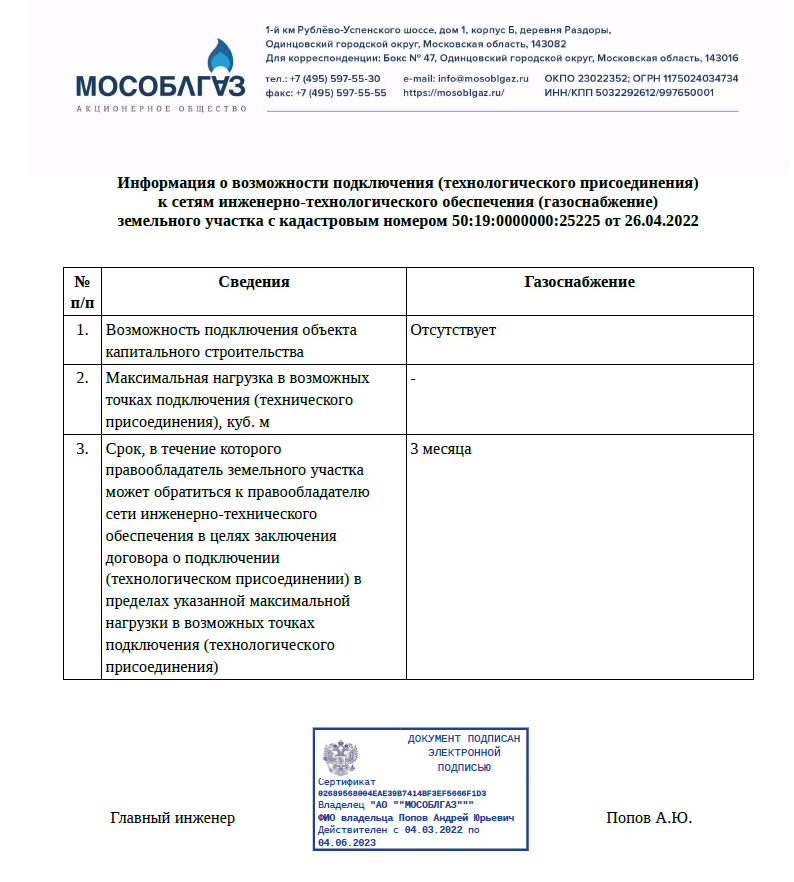 1-й км Рублёво-Успенского шоссе, дом 1, корпус Б, деревня Раздоры,
Одинцовский городской округ, Московская область, 143082
Для корреспонденции: Бокс № 47, Одинцовский городской округ, Московская область, 143016
МОСОБЛГАЗ
АКЦИОНЕРНОЕ ОБЩЕСТВО
тел.: +7 (495) 597-55-30 e-mail: info@mosoblgaz.ru ОКПО 23022352; ОГРН 1175024034734
факс: +7 (495) 597-55-55 https://mosoblgaz.ru/ ИНН/КПП 5032292612/997650001
Информация о возможности подключения (технологического присоединения)
к сетям инженерно-технологического обеспечения (газоснабжение)
земельного участка с кадастровым номером 50:19:0000000:25225 от 26.04.2022
№ п/п
Сведения
Газоснабжение
1.
Возможность подключения объекта
капитального строительства
Отсутствует
2.
Максимальная нагрузка в возможных
точках подключения (технического
присоединения), куб. м
-
3.
Срок, в течение которого
правообладатель земельного участка
может обратиться к правообладателю
сети инженерно-технического
обеспечения в целях заключения
договора о подключении
(технологическом присоединении) в
пределах указанной максимальной
нагрузки в возможных точках
подключения (технологического
присоединения)
3 месяца
ДОКУМЕНТ ПОДПИСАН
ЭЛЕКТРОННОЙ
ПОДПИСЬЮ
Сертификат
02689568004EAE39B7414BF3EF5666F1D3
Владелец "АО ""МОСОБЛГАЗ"""
ФИО владельца Попов Андрей Юрьевич
Действителен с 04.03.2022 по
04.06.2023
Главный инженер
Попов А.Ю.